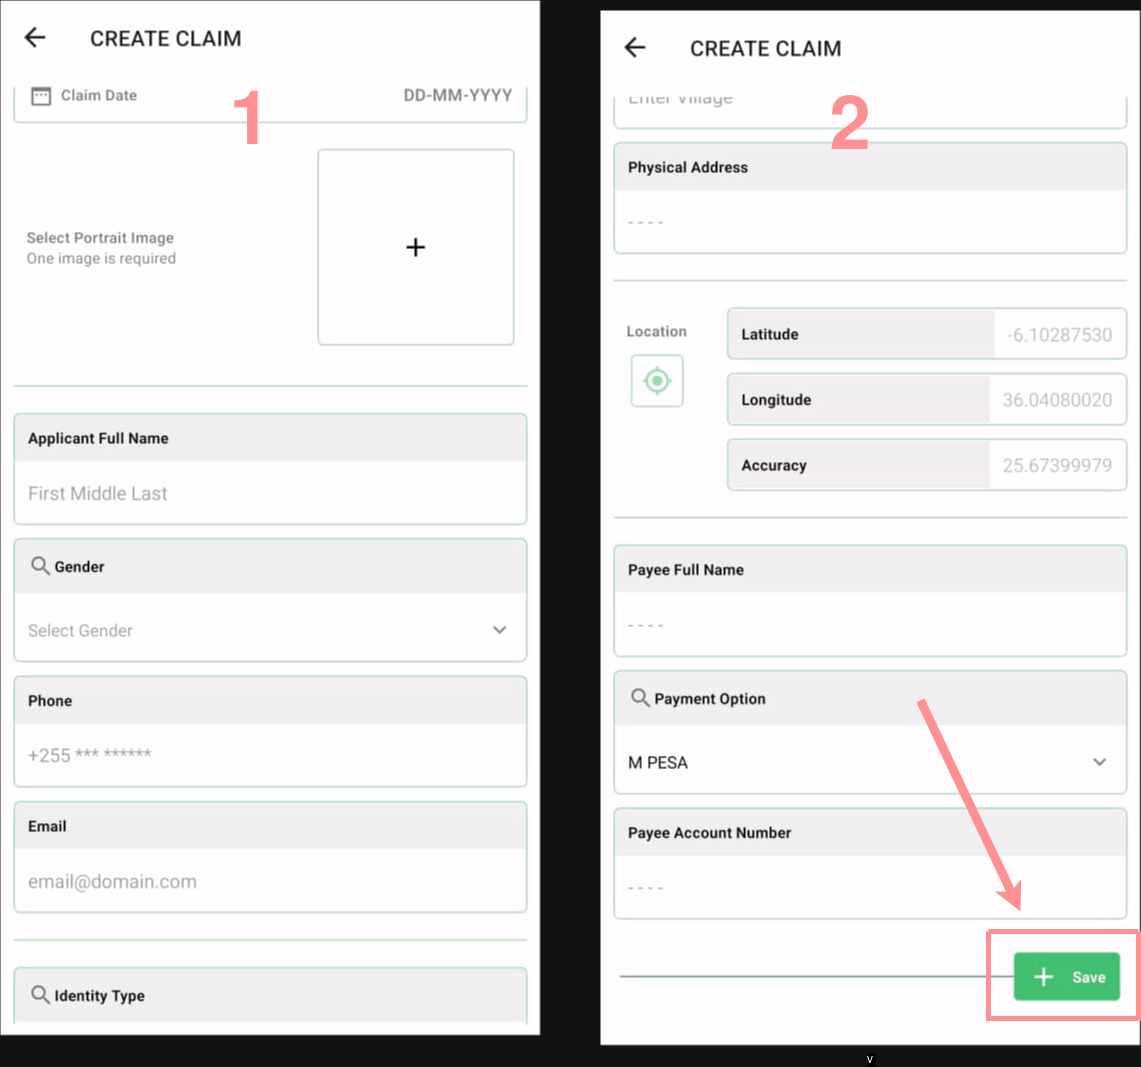 CREATE CLAIM
Claim Date
DD-MM-YYYY
1
Select Portrait Image
One image is required
+
Applicant Full Name
First Middle Last
Gender
Select Gender
Phone
+255 *** ******
Email
email@domain.com
Identity Type
CREATE CLAIM
Enter Village
2
Physical Address
- - - -
Location
Latitude
-6.10287530
Longitude
36.04080020
Accuracy
25.67399979
Payee Full Name
- - - -
Payment Option
M PESA
Payee Account Number
- - - -
+ Save
v